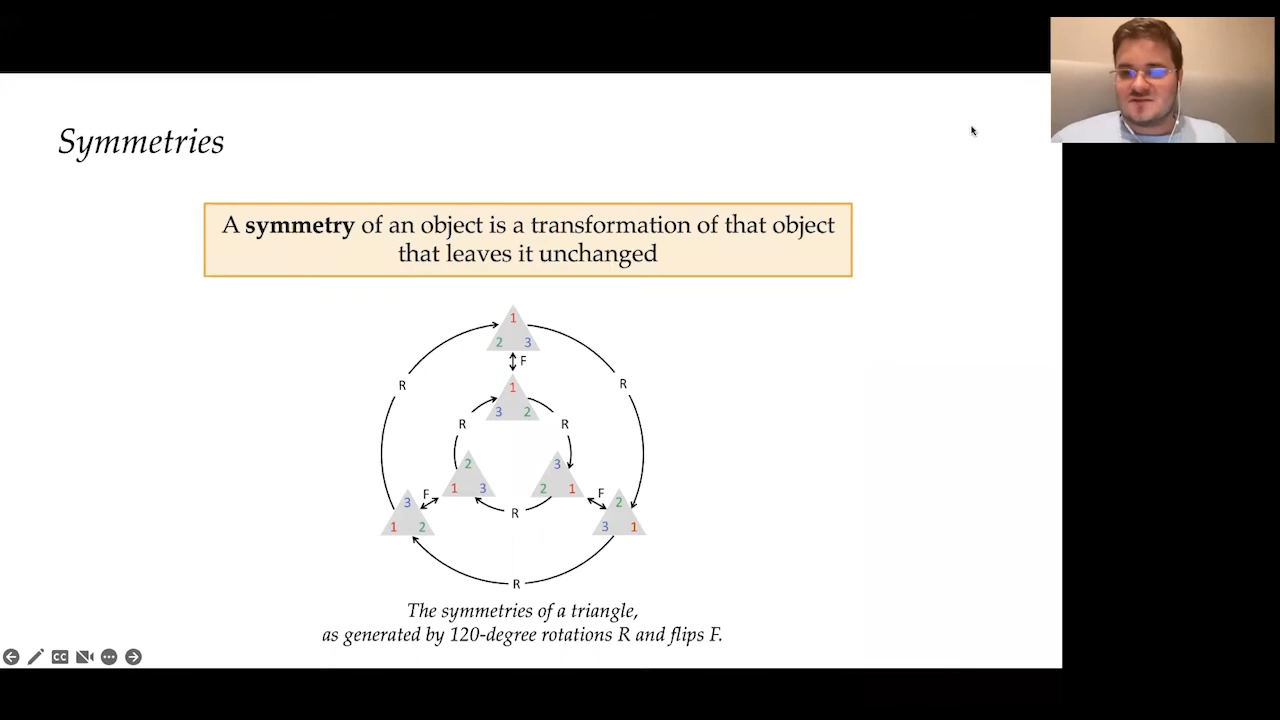 Symmetries
A symmetry of an object is a transformation of that object
that leaves it unchanged
1
2 3
F
R R
1
3 2
R R
2 3
1 3 2 1
F F
3 2
1 2 3 1
R
R
The symmetries of a triangle,
as generated by 120-degree rotations R and flips F.
CC